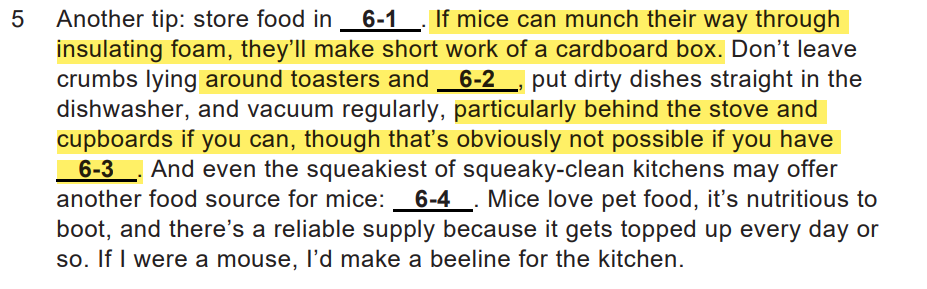 5 Another tip: store food in 6-1. If mice can munch their way through
insulating foam, they'll make short work of a cardboard box. Don't leave
crumbs lying around toasters and 6-2, put dirty dishes straight in the
dishwasher, and vacuum regularly, particularly behind the stove and
cupboards if you can, though that's obviously not possible if you have
6-3. And even the squeakiest of squeaky-clean kitchens may offer
another food source for mice: 6-4. Mice love pet food, it's nutritious to
boot, and there's a reliable supply because it gets topped up every day or
so. If I were a mouse, I'd make a beeline for the kitchen.